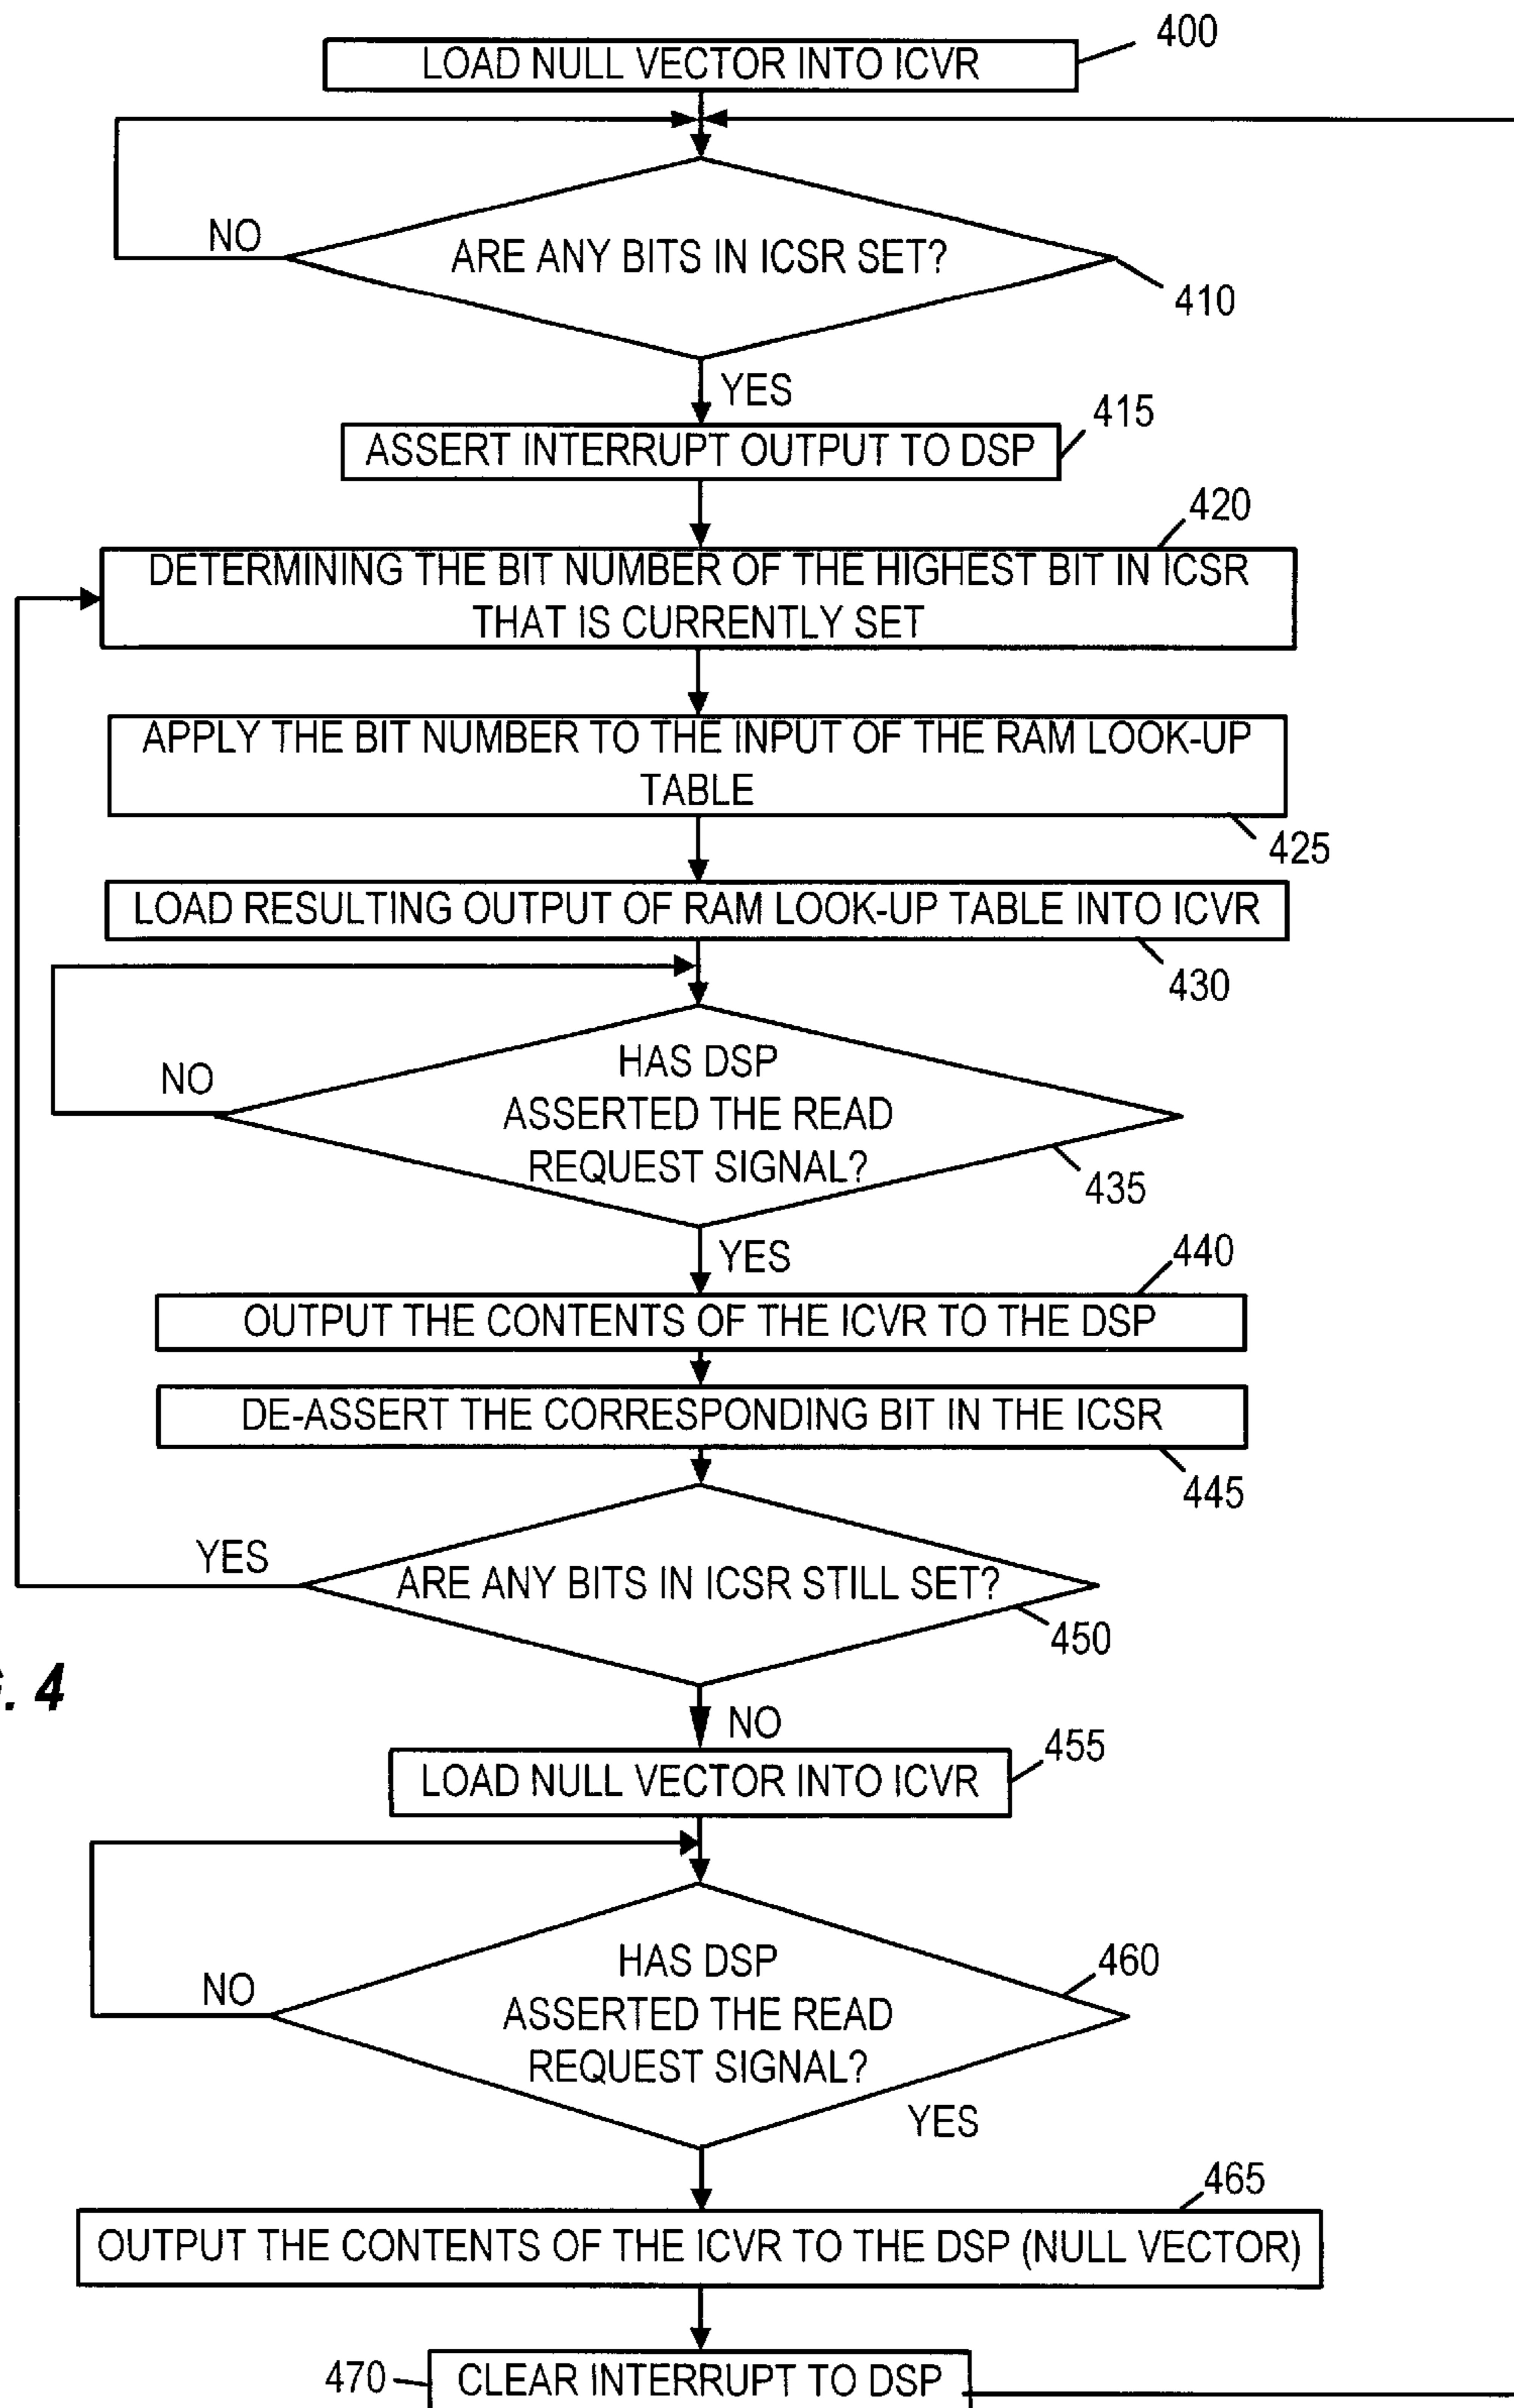 400
LOAD NULL VECTOR INTO ICVR
NO
ARE ANY BITS IN ICSR SET?
410
YES
415
ASSERT INTERRUPT OUTPUT TO DSP
420
DETERMINING THE BIT NUMBER OF THE HIGHEST BIT IN ICSR
THAT IS CURRENTLY SET
APPLY THE BIT NUMBER TO THE INPUT OF THE RAM LOOK-UP
TABLE
425
LOAD RESULTING OUTPUT OF RAM LOOK-UP TABLE INTO ICVR
430
HAS DSP
NO
ASSERTED THE READ
REQUEST SIGNAL?
435
YES
440
OUTPUT THE CONTENTS OF THE ICVR TO THE DSP
DE-ASSERT THE CORRESPONDING BIT IN THE ICSR
445
YES
ARE ANY BITS IN ICSR STILL SET?
450
. 4
NO
455
LOAD NULL VECTOR INTO ICVR
HAS DSP
460
NO
ASSERTED THE READ
REQUEST SIGNAL?
YES
465
OUTPUT THE CONTENTS OF THE ICVR TO THE DSP (NULL VECTOR)
470
CLEAR INTERRUPT TO DSP